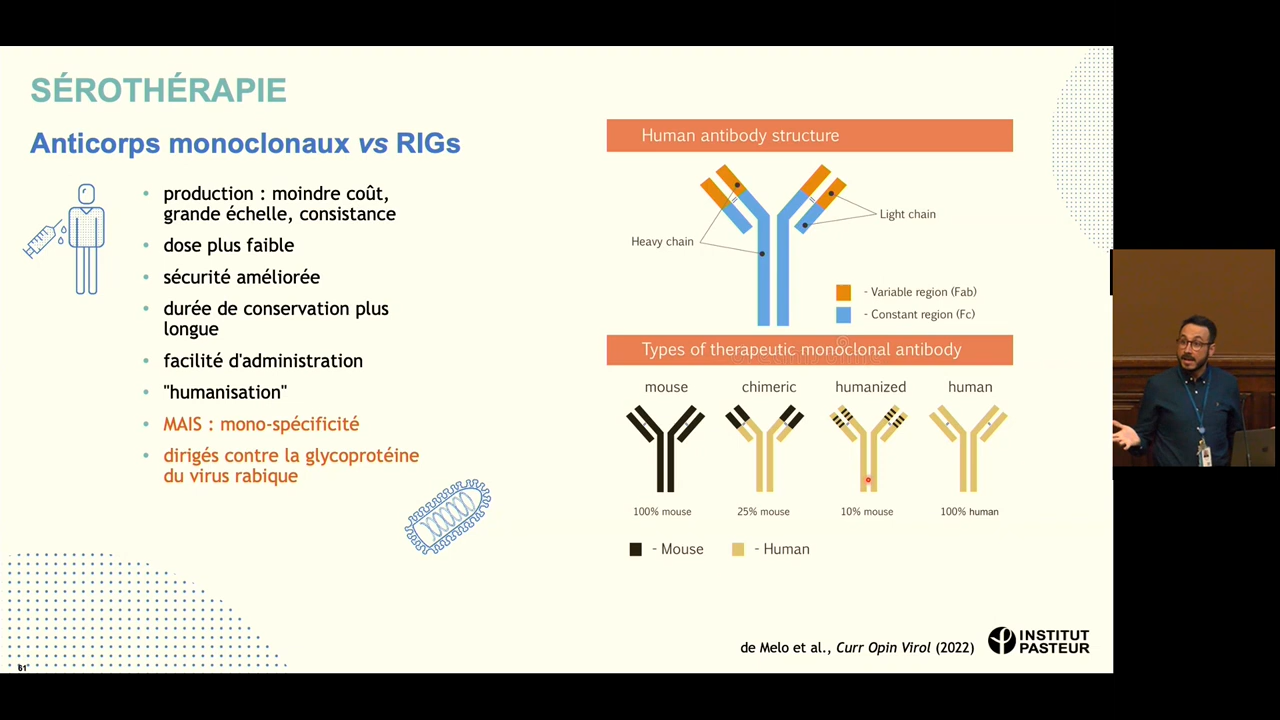 SÉROTHÉRAPIE
Anticorps monoclonaux vs RIGs
• production : moindre coût,
grande échelle, consistance
• dose plus faible
• sécurité améliorée
• durée de conservation plus
longue
• facilité d'administration
• "humanisation"
• MAIS : mono-spécificité
• dirigés contre la glycoprotéine
du virus rabique
Human antibody structure
Light chain
Heavy chain
- Variable region (Fab)
- Constant region (Fc)
Types of therapeutic monoclonal antibody
mouse chimeric humanized human
100% mouse 25% mouse 10% mouse 100% human
- Mouse - Human
de Melo et al., Curr Opin Virol (2022)
INSTITUT
PASTEUR
61